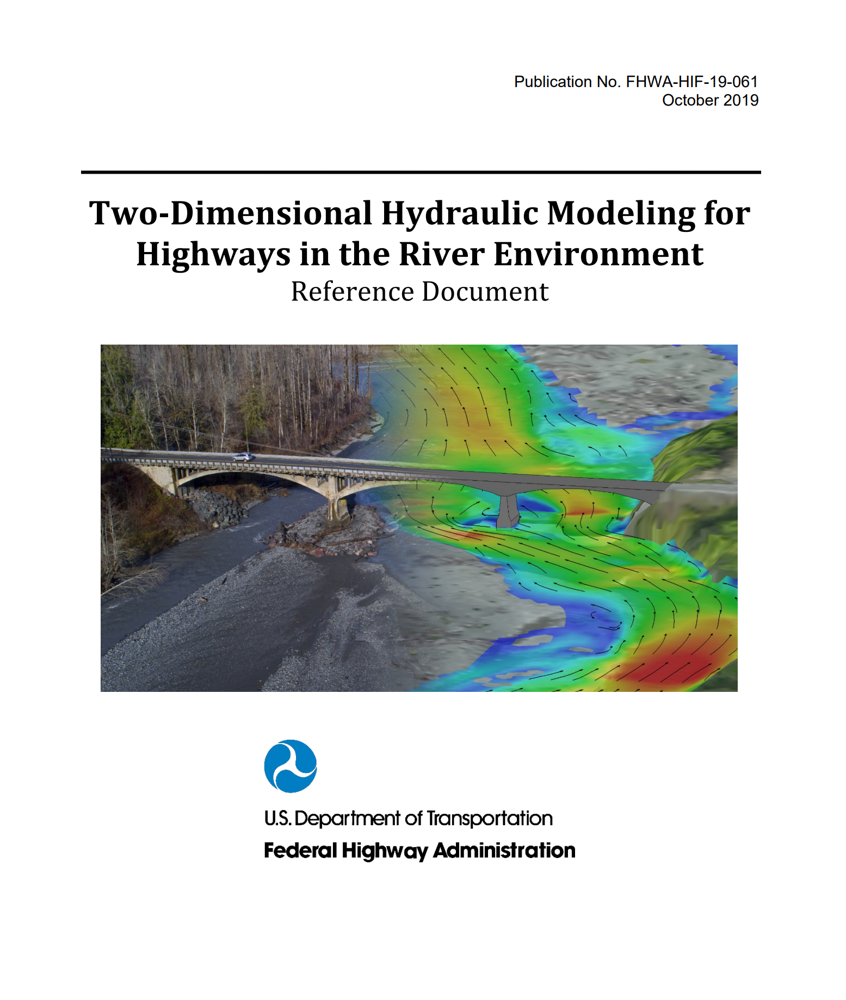 Publication No. FHWA-HIF-19-061
October 2019
Two-Dimensional Hydraulic Modeling for
Highways in the River Environment
Reference Document
U.S. Department of Transportation
Federal Highway Administration